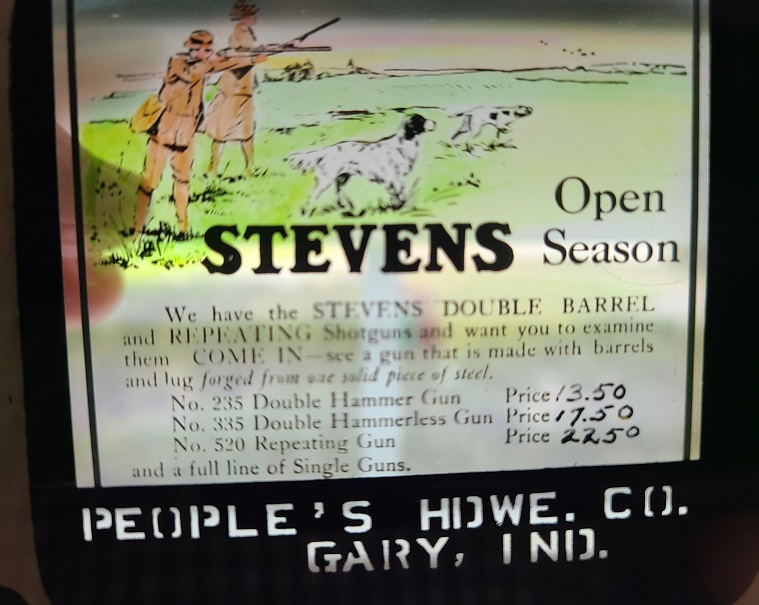 Open
STEVENS Season
We have the STEVENS DOUBLE BARREL
and REPEATING Shotguns and want you to examine
them COME IN—see a gun that is made with barrels
and lug forged from one solid piece of steel.
No. 235 Double Hammer Gun Price 13.50
No. 335 Double Hammerless Gun Price 17.50
No. 520 Repeating Gun Price 22.50
and a full line of Single Guns.
PEOPLE'S HDWE. CO.
GARY, IND.